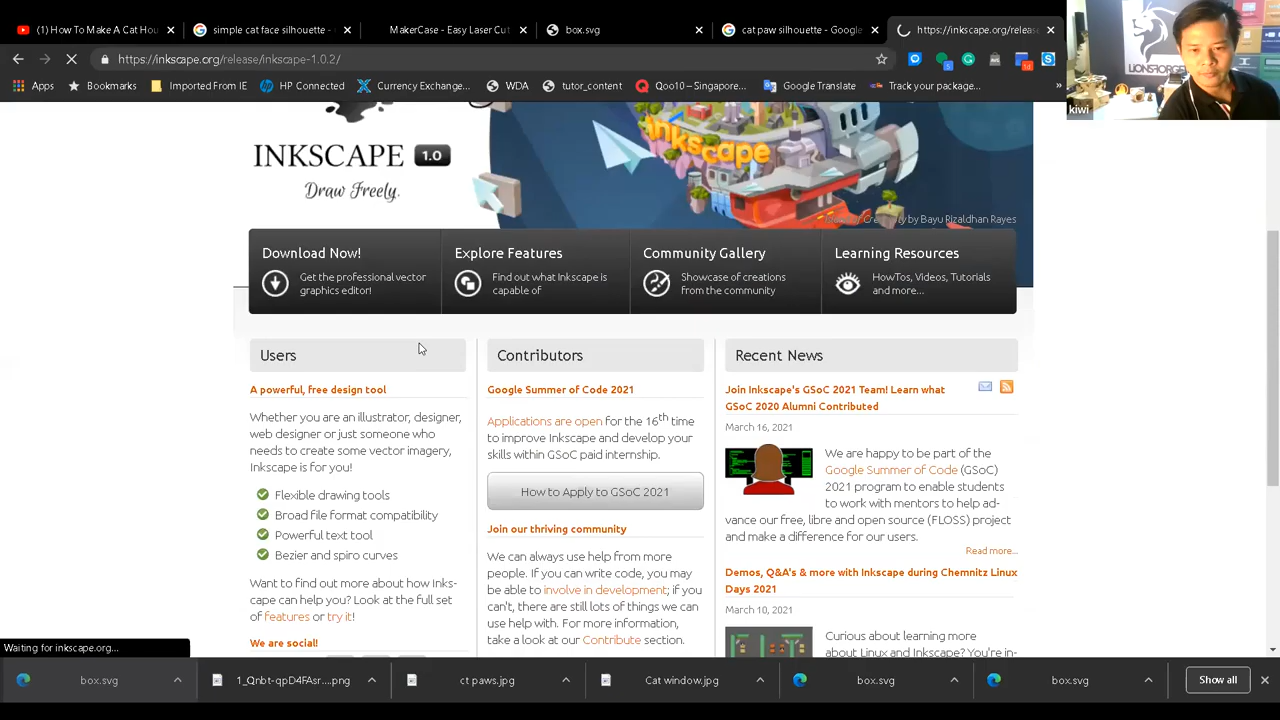 (1) How To Make A Cat Hou
simple cat face silhouette -
MakerCase - Easy Laser Cut
box.svg
cat paw silhouette - Google
https://inkscape.org/release
https://inkscape.org/release/inkscape-1.0.2/
Apps
Bookmarks
Imported From IE
HP Connected
Currency Exchange...
WDA
tutor_content
Qoo10 – Singapore...
Google Translate
Track your package...
»
LIONSFORGE
kiwi
INKSCAPE 1.0
Draw Freely.
inkscape
by Bayu Rizaldhan Rayes
Download Now!
Get the professional vector
graphics editor!
Explore Features
Find out what Inkscape is
capable of
Community Gallery
Showcase of creations
from the community
Learning Resources
HowTos, Videos, Tutorials
and more...
Users
A powerful, free design tool
Whether you are an illustrator, designer,
web designer or just someone who
needs to create some vector imagery,
Inkscape is for you!
Flexible drawing tools
Broad file format compatibility
Powerful text tool
Bezier and spiro curves
Want to find out more about how Inks-
cape can help you? Look at the full set
of features or try it!
We are social!
Contributors
Google Summer of Code 2021
Applications are open for the 16th time
to improve Inkscape and develop your
skills within GSoC paid internship.
How to Apply to GSoC 2021
Join our thriving community
We can always use help from more
people. If you can write code, you may
be able to involve in development; if you
can't, there are still lots of things we can
use help with. For more information,
take a look at our Contribute section.
Recent News
Join Inkscape's GSoC 2021 Team! Learn what
GSoC 2020 Alumni Contributed
March 16, 2021
We are happy to be part of the
Google Summer of Code (GSoC)
2021 program to enable students
to work with mentors to help ad-
vance our free, libre and open source (FLOSS) project
and make a difference for our users.
Read more...
Demos, Q&A's & more with Inkscape during Chemnitz Linux
Days 2021
March 10, 2021
Curious about learning more
about Linux and Inkscape? You're in-
Waiting for inkscape.org...
box.svg
1_Qnbt-qpD4FAsr....png
ct paws.jpg
Cat window.jpg
box.svg
box.svg
Show all